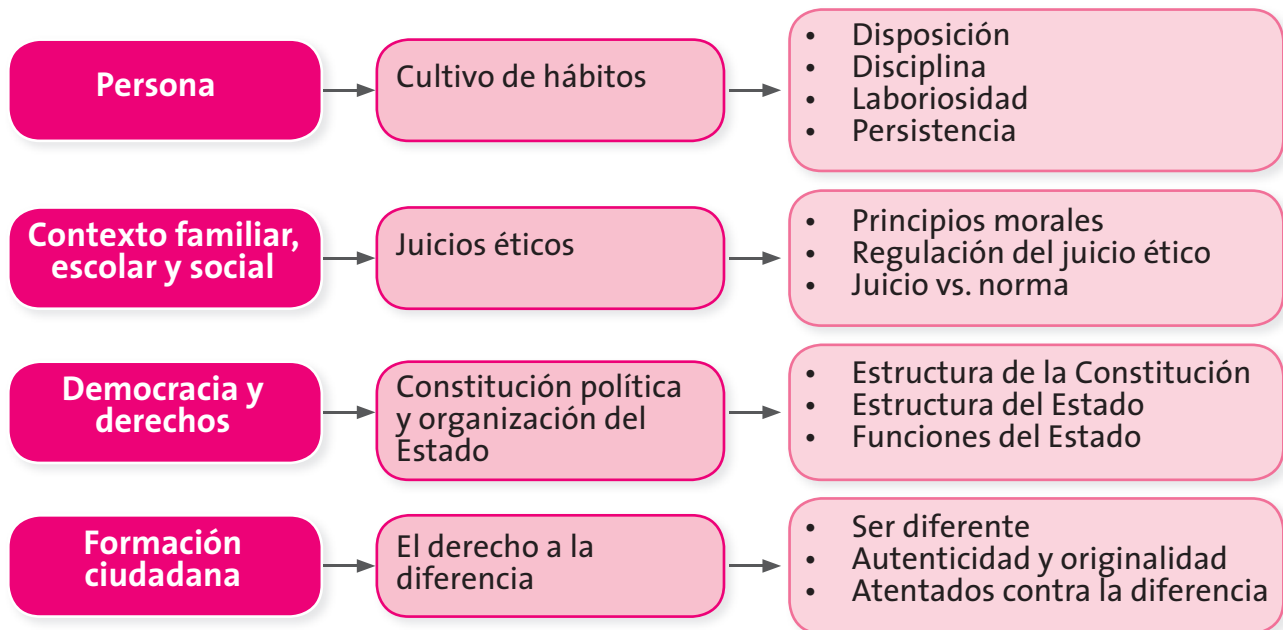 Persona
Cultivo de hábitos
• Disposición
• Disciplina
• Laboriosidad
• Persistencia
Contexto familiar,
escolar y social
Juicios éticos
• Principios morales
• Regulación del juicio ético
• Juicio vs. norma
Democracia y
derechos
Constitución política
y organización del
Estado
• Estructura de la Constitución
• Estructura del Estado
• Funciones del Estado
Formación
ciudadana
El derecho a la
diferencia
• Ser diferente
• Autenticidad y originalidad
• Atentados contra la diferencia